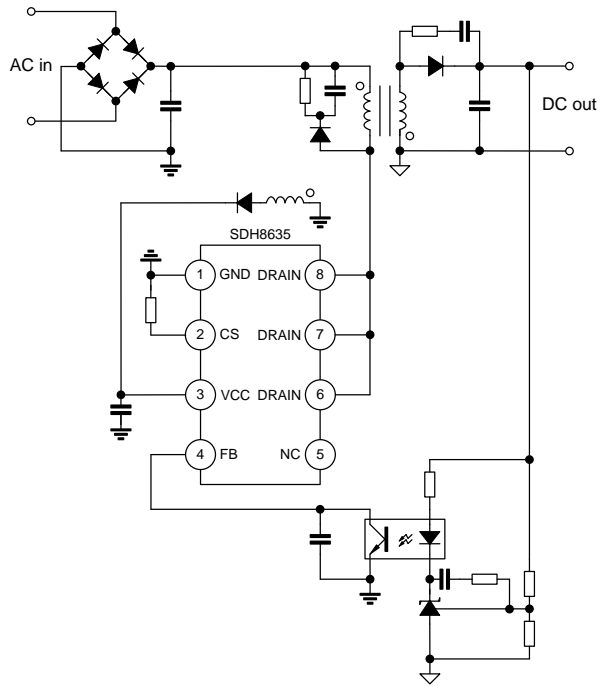 AC in
DC out
SDH8635
1 GND DRAIN 8
2 CS DRAIN 7
3 VCC DRAIN 6
4 FB NC 5